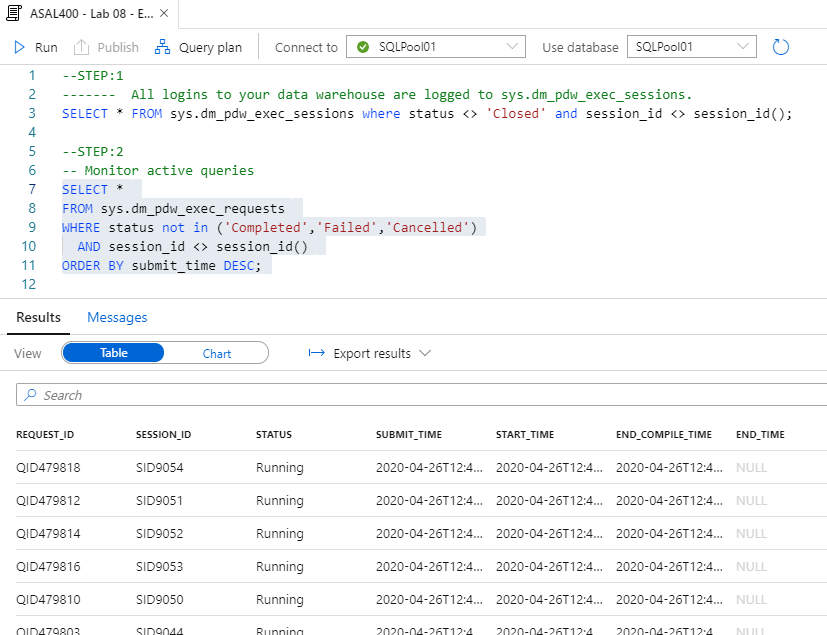 ASAL400 - Lab 08 - E...
Run Publish Query plan Connect to SQLPool01 Use database SQLPool01
1 --STEP:1
2 ------- All logins to your data warehouse are logged to sys.dm_pdw_exec_sessions.
3 SELECT * FROM sys.dm_pdw_exec_sessions where status <> 'Closed' and session_id <> session_id();
4
5 --STEP:2
6 -- Monitor active queries
7 SELECT *
8 FROM sys.dm_pdw_exec_requests
9 WHERE status not in ('Completed','Failed','Cancelled')
10 AND session_id <> session_id()
11 ORDER BY submit_time DESC;
12
Results Messages
View Table Chart Export results
Search
REQUEST_ID SESSION_ID STATUS SUBMIT_TIME START_TIME END_COMPILE_TIME END_TIME
QID479818 SID9054 Running 2020-04-26T12:4... 2020-04-26T12:4... 2020-04-26T12:4... NULL
QID479812 SID9051 Running 2020-04-26T12:4... 2020-04-26T12:4... 2020-04-26T12:4... NULL
QID479814 SID9052 Running 2020-04-26T12:4... 2020-04-26T12:4... 2020-04-26T12:4... NULL
QID479816 SID9053 Running 2020-04-26T12:4... 2020-04-26T12:4... 2020-04-26T12:4... NULL
QID479810 SID9050 Running 2020-04-26T12:4... 2020-04-26T12:4... 2020-04-26T12:4... NULL
QID479803 SID9044 Running 2020-04-26T12:4... 2020-04-26T12:4... 2020-04-26T12:4... NULL